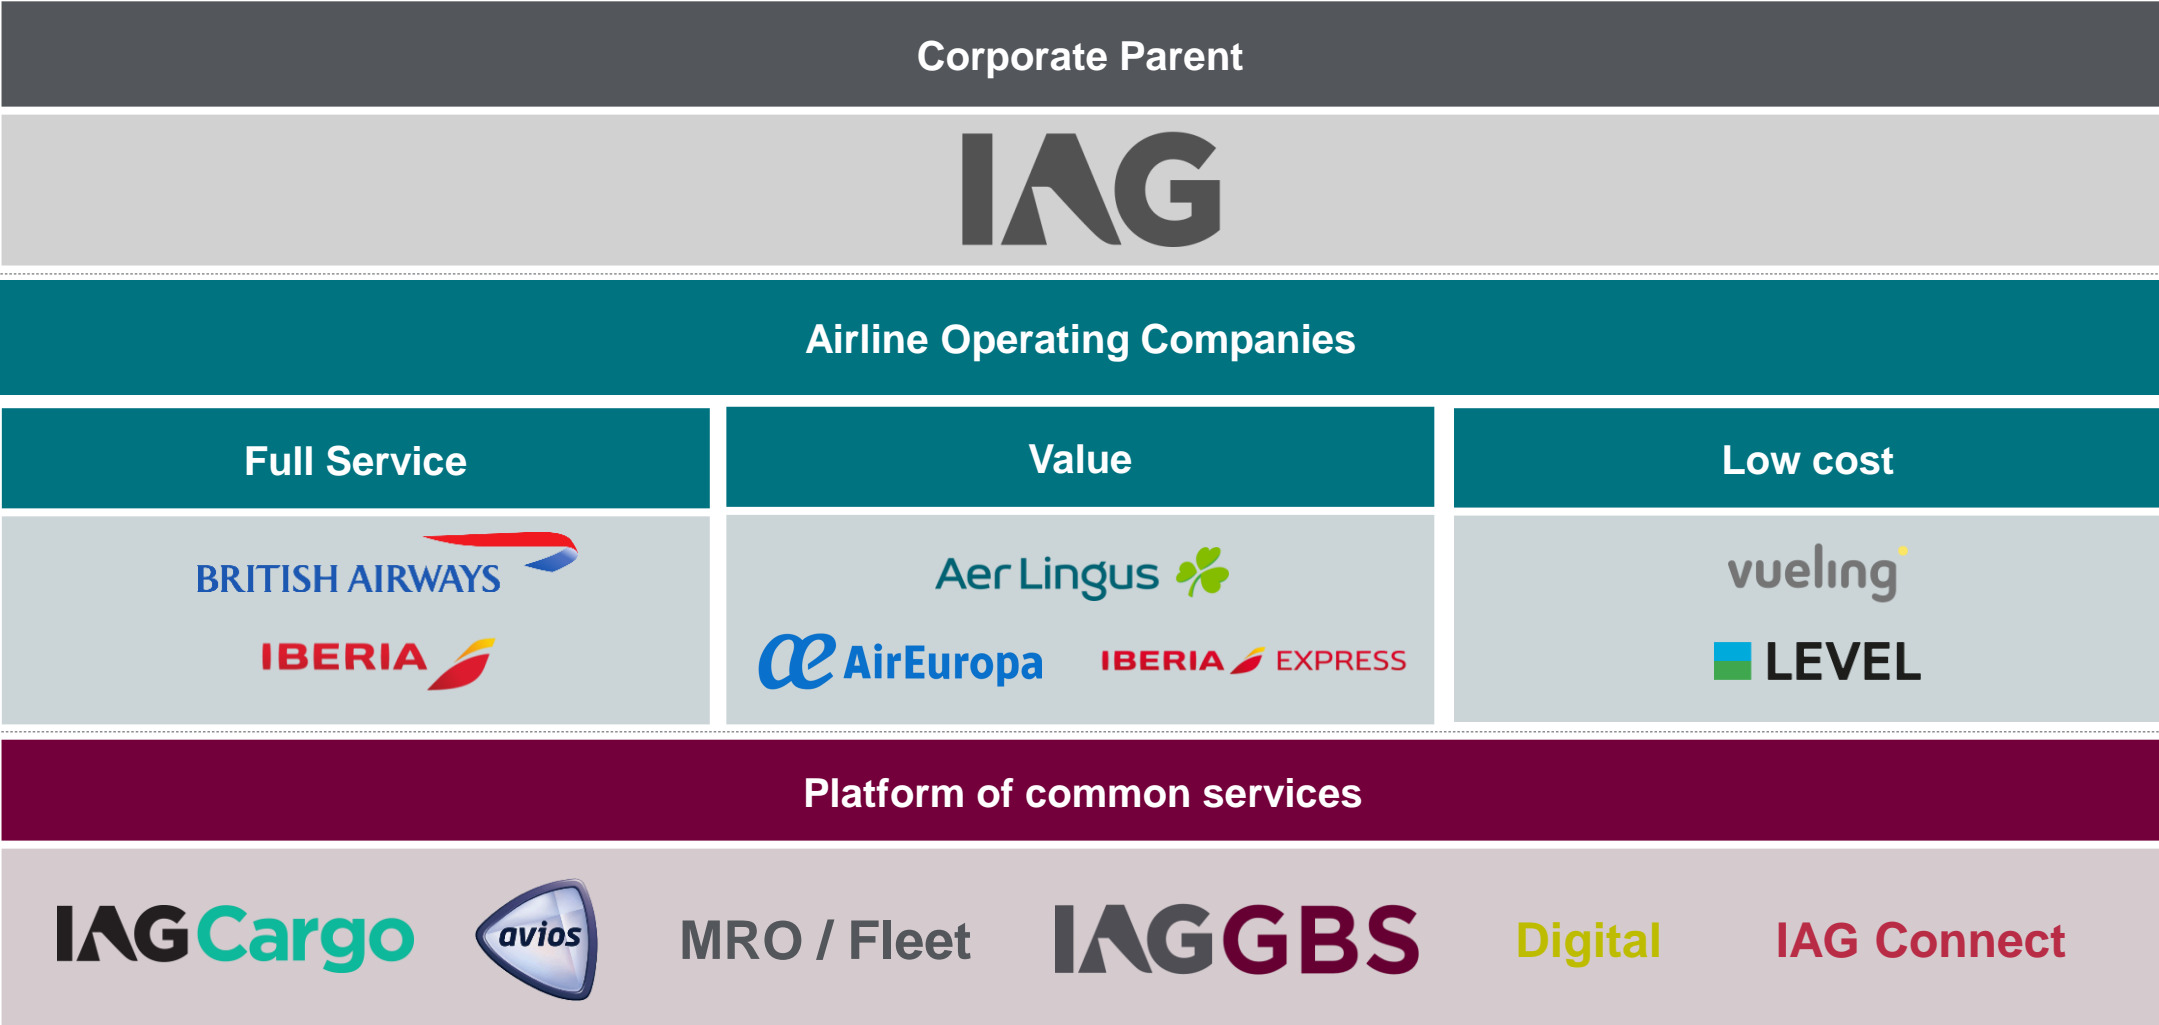 Corporate Parent
IAG
Airline Operating Companies
Full Service
Value
Low cost
BRITISH AIRWAYS
IBERIA
Aer Lingus
AirEuropa
IBERIA EXPRESS
vueling
LEVEL
Platform of common services
IAG Cargo
avios
MRO / Fleet
IAG GBS
Digital
IAG Connect